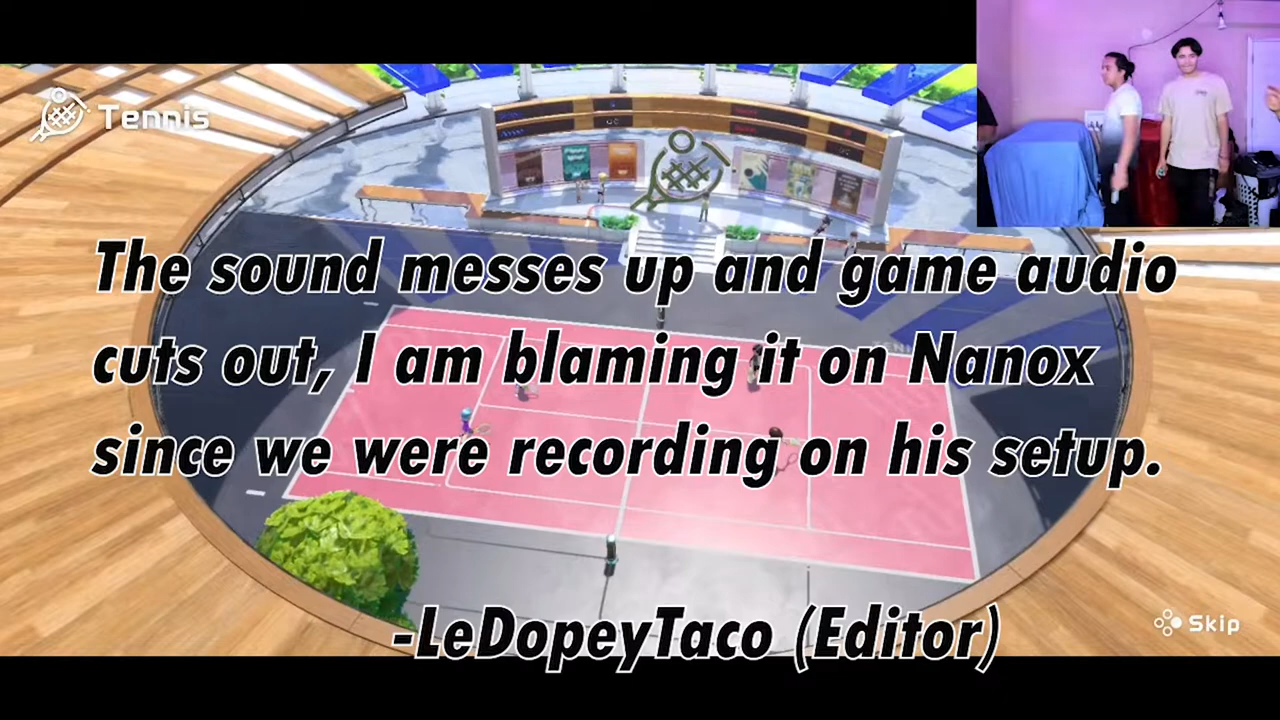 Tennis
The sound messes up and game audio
cuts out, I am blaming it on Nanox
since we were recording on his setup.
-LeDopeyTaco (Editor)
Skip